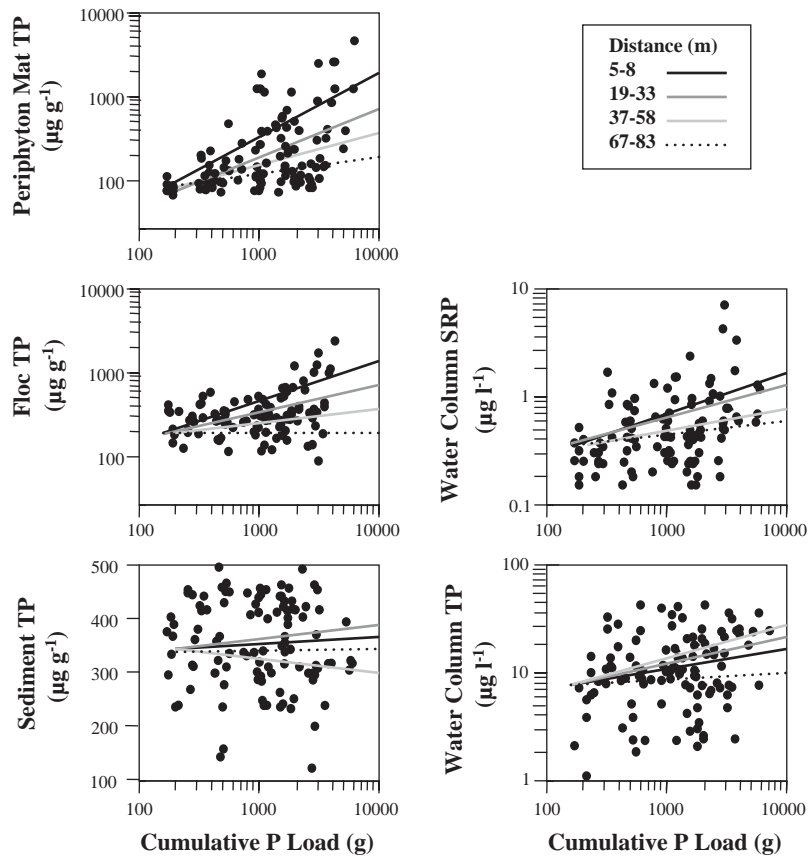 10000
1000
100
Periphyton Mat TP
(µg g-1)
100
1000
10000
Distance (m)
5-8
19-33
37-58
67-83
10000
1000
100
Floc TP
(µg g-1)
100
1000
10000
10
1
0.1
Water Column SRP
(µg l-1)
100
1000
10000
500
400
300
200
100
Sediment TP
(µg g-1)
100
1000
10000
Cumulative P Load (g)
100
10
1
Water Column TP
(µg l-1)
100
1000
10000
Cumulative P Load (g)